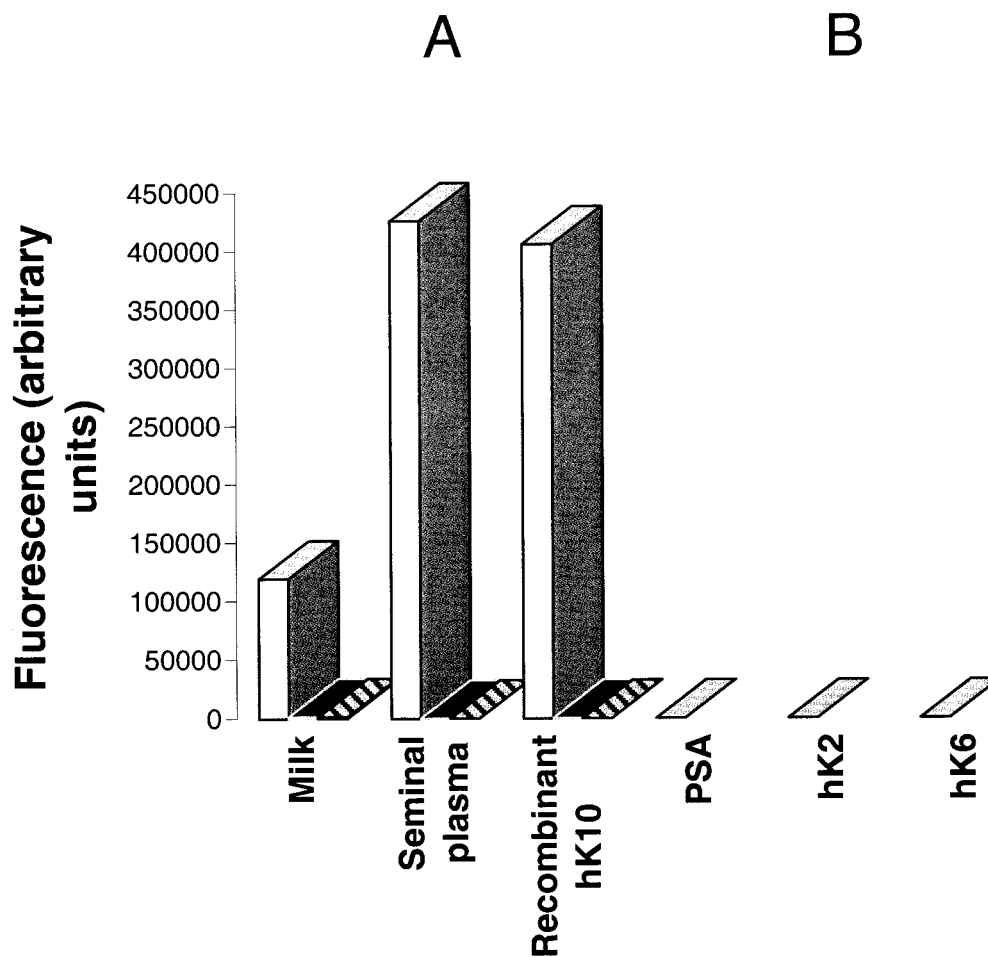 A
B
Fluorescence (arbitrary
units)
450000
400000
350000
300000
250000
200000
150000
100000
50000
0
Milk
Seminal
plasma
Recombinant
hK10
PSA
hK2
hK6